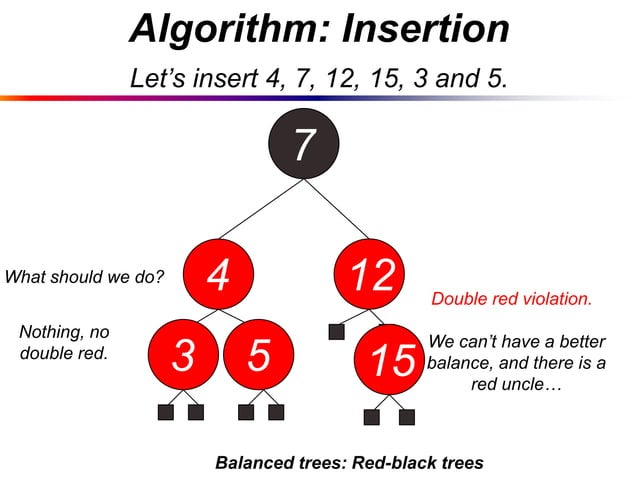 Algorithm: Insertion
Let’s insert 4, 7, 12, 15, 3 and 5.
7
What should we do?
4
12
Double red violation.
Nothing, no
double red.
3
5
15
We can’t have a better
balance, and there is a
red uncle…
Balanced trees: Red-black trees